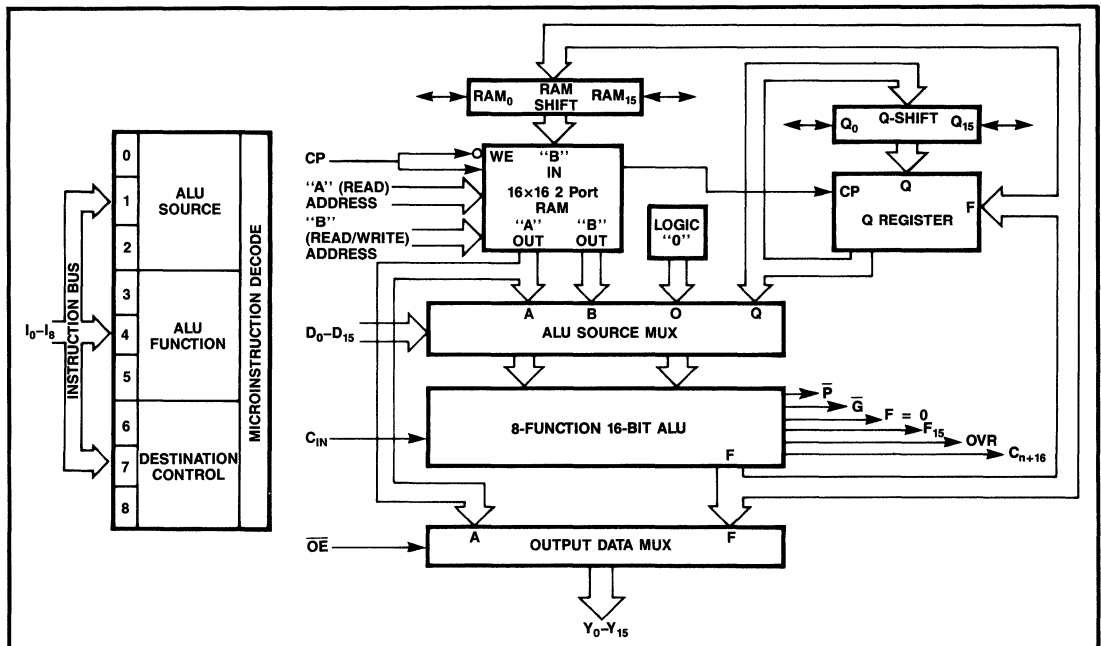 RAM₀ RAM SHIFT RAM₁₅
Q₀ Q-SHIFT Q₁₅
0
1
2
3
4
5
6
7
8
ALU SOURCE
ALU FUNCTION
DESTINATION CONTROL
MICROINSTRUCTION DECODE
INSTRUCTION BUS
I₀–I₈
CP
"A" (READ)
ADDRESS
"B"
(READ/WRITE)
ADDRESS
WE "B"
IN
16×16 2 Port
RAM
"A" "B"
OUT OUT
LOGIC
"0"
CP Q F
Q REGISTER
D₀–D₁₅
A B O Q
ALU SOURCE MUX
C_IN
8-FUNCTION 16-BIT ALU
F
P̅
G̅
F = 0
F₁₅
OVR
Cₙ₊₁₆
O̅E̅
A F
OUTPUT DATA MUX
Y₀–Y₁₅